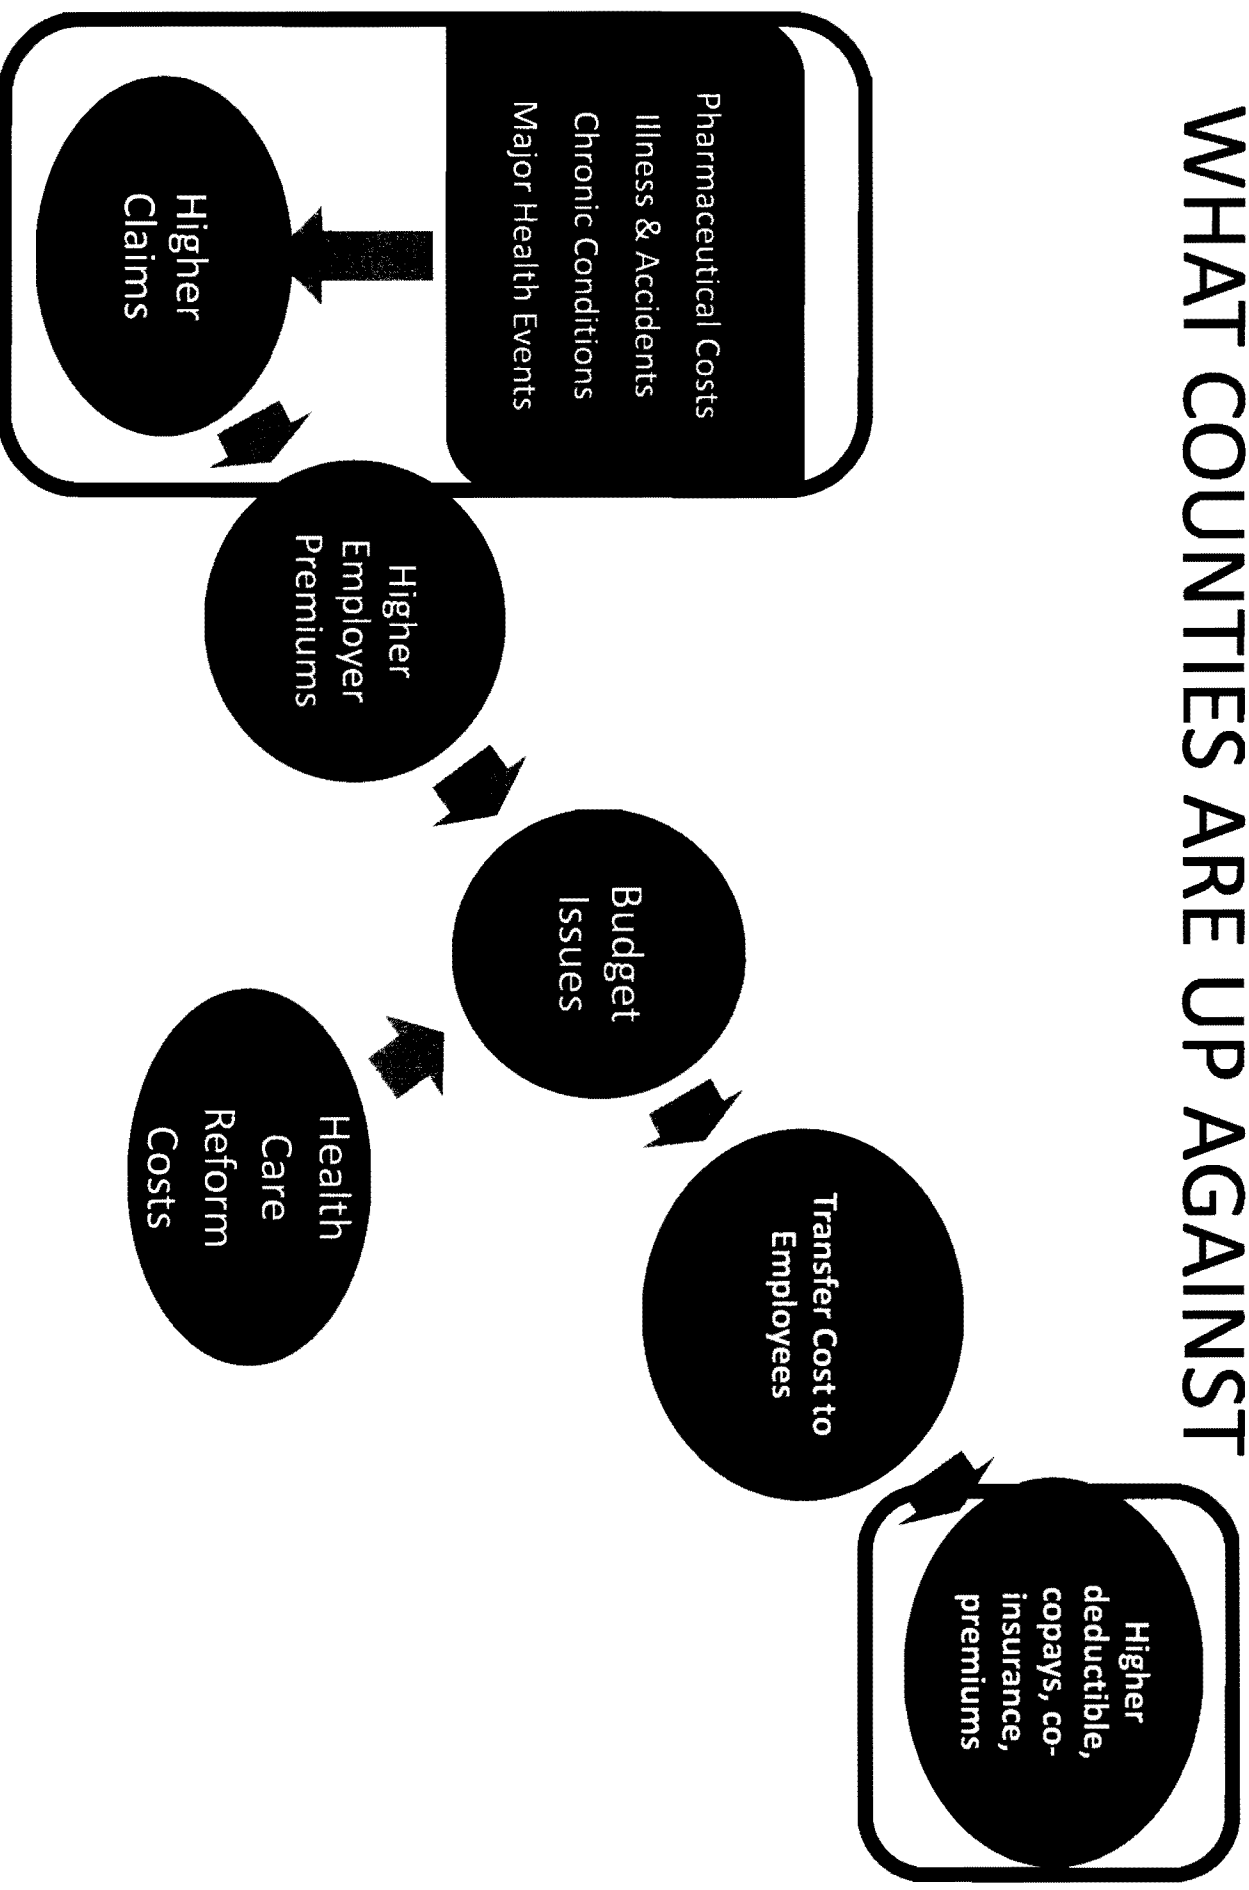 WHAT COUNTIES ARE UP AGAINST
Pharmaceutical Costs
Illness & Accidents
Chronic Conditions
Major Health Events
Higher
Claims
Higher
Employer
Premiums
Budget
Issues
Health
Care
Reform
Costs
Transfer Cost to
Employees
Higher
deductible,
copays, co-
insurance,
premiums